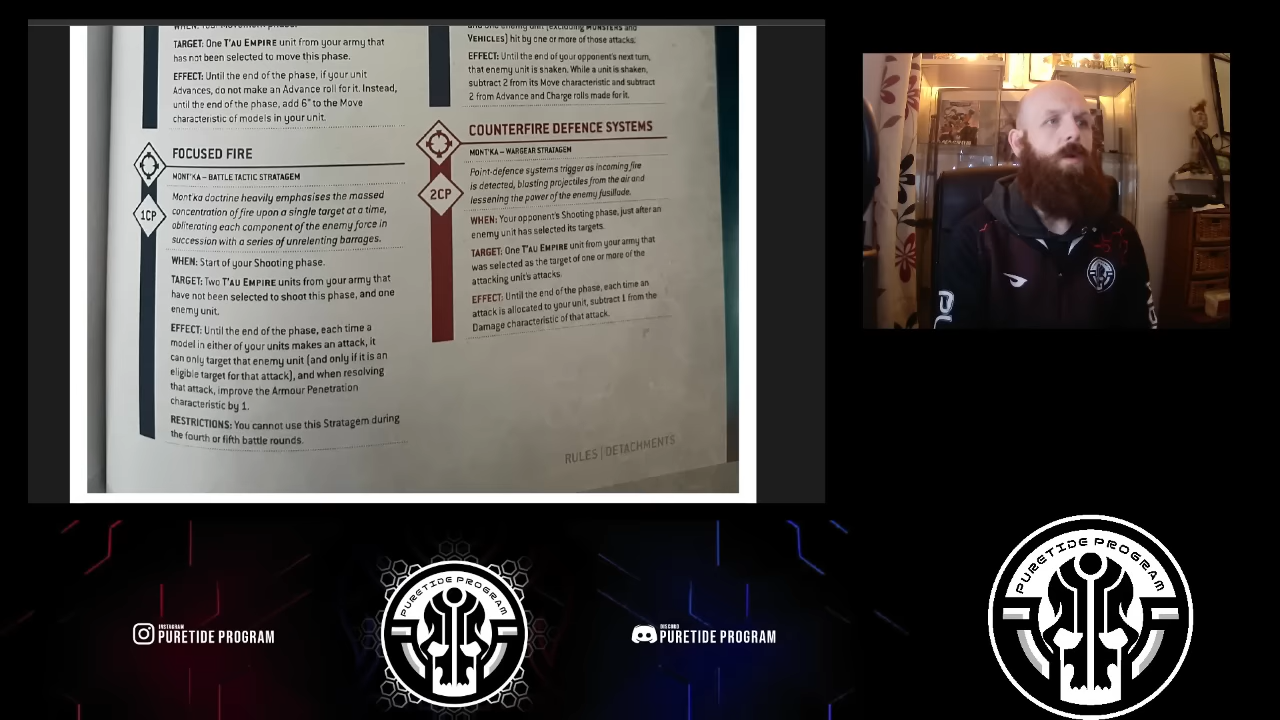 WHEN: Your Movement phase.
TARGET: One T'AU EMPIRE unit from your army that
has not been selected to move this phase.
EFFECT: Until the end of the phase, if your unit
Advances, do not make an Advance roll for it. Instead,
until the end of the phase, add 6" to the Move
characteristic of models in your unit.
FOCUSED FIRE
MONT'KA – BATTLE TACTIC STRATAGEM
1CP
Mont'ka doctrine heavily emphasises the massed
concentration of fire upon a single target at a time,
obliterating each component of the enemy force in
succession with a series of unrelenting barrages.
WHEN: Start of your Shooting phase.
TARGET: Two T'AU EMPIRE units from your army that
have not been selected to shoot this phase, and one
enemy unit.
EFFECT: Until the end of the phase, each time a
model in either of your units makes an attack, it
can only target that enemy unit (and only if it is an
eligible target for that attack), and when resolving
that attack, improve the Armour Penetration
characteristic by 1.
RESTRICTIONS: You cannot use this Stratagem during
the fourth or fifth battle rounds.
and one enemy unit (excluding MONSTERS and
VEHICLES) hit by one or more of those attacks.
EFFECT: Until the end of your opponent's next turn,
that enemy unit is shaken. While a unit is shaken,
subtract 2 from its Move characteristic and subtract
2 from Advance and Charge rolls made for it.
COUNTERFIRE DEFENCE SYSTEMS
MONT'KA – WARGEAR STRATAGEM
2CP
Point-defence systems trigger as incoming fire
is detected, blasting projectiles from the air and
lessening the power of the enemy fusillade.
WHEN: Your opponent's Shooting phase, just after an
enemy unit has selected its targets.
TARGET: One T'AU EMPIRE unit from your army that
was selected as the target of one or more of the
attacking unit's attacks.
EFFECT: Until the end of the phase, each time an
attack is allocated to your unit, subtract 1 from the
Damage characteristic of that attack.
RULES | DETACHMENTS
INSTAGRAM
PURETIDE PROGRAM
PURETIDE PROGRAM
DISCORD
PURETIDE PROGRAM
PURETIDE PROGRAM